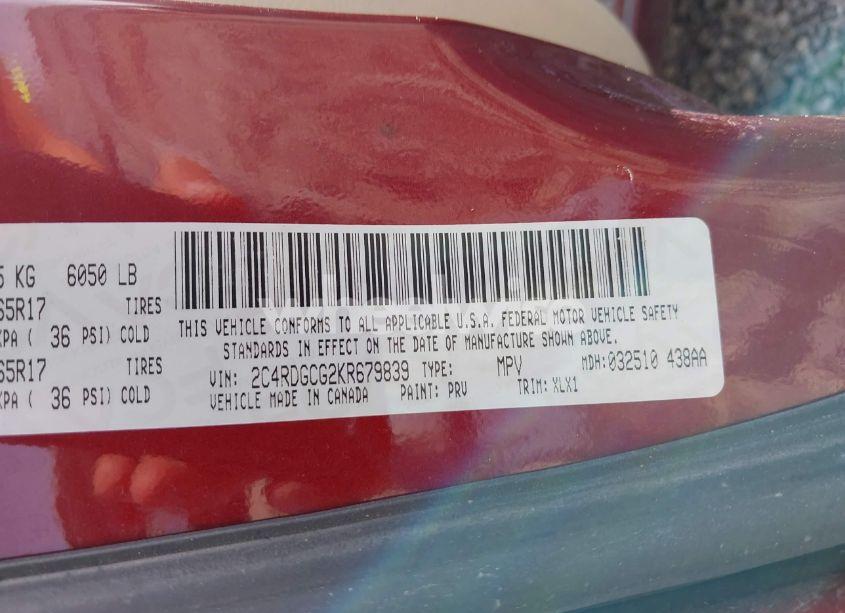 5 KG 6050 LB
65R17 TIRES
KPA ( 36 PSI) COLD
65R17 TIRES
KPA ( 36 PSI) COLD
THIS VEHICLE CONFORMS TO ALL APPLICABLE U.S.A. FEDERAL MOTOR VEHICLE SAFETY
STANDARDS IN EFFECT ON THE DATE OF MANUFACTURE SHOWN ABOVE.
VIN: 2C4RDGCG2KR679839 TYPE: MPV MDH:032510 438AA
VEHICLE MADE IN CANADA PAINT: PRV TRIM: XLX1